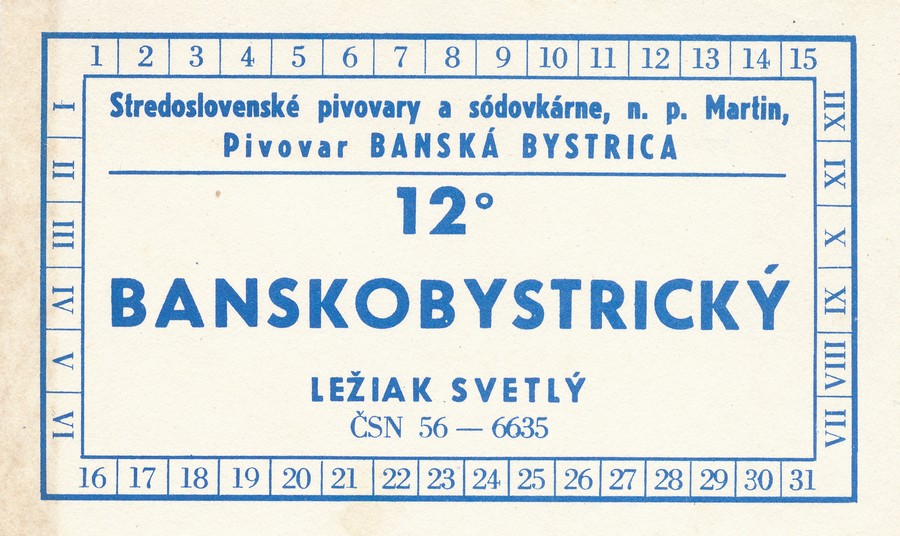 1 2 3 4 5 6 7 8 9 10 11 12 13 14 15
I
II
III
IV
V
VI
Stredoslovenské pivovary a sódovkárne, n. p. Martin,
Pivovar BANSKÁ BYSTRICA
12°
BANSKOBYSTRICKÝ
LEŽIAK SVETLÝ
ČSN 56 — 6635
XII
XI
X
IX
VIII
VII
16 17 18 19 20 21 22 23 24 25 26 27 28 29 30 31